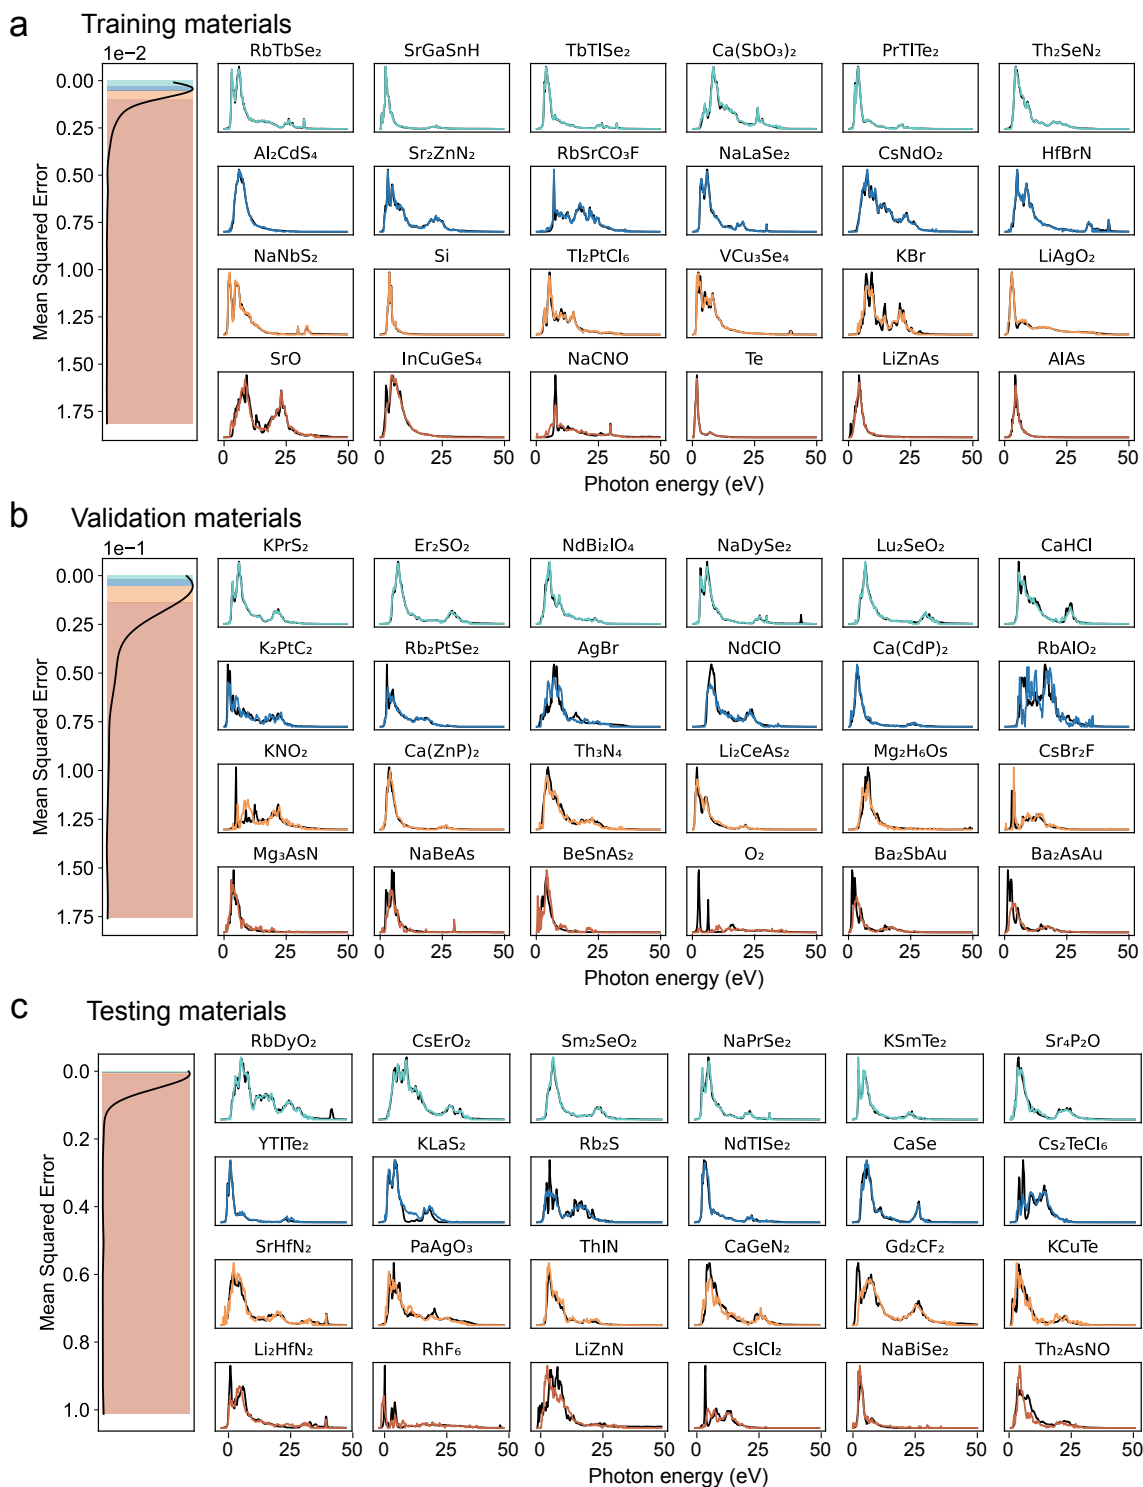 a Training materials
1e−2
Mean Squared Error
0.00
0.25
0.50
0.75
1.00
1.25
1.50
1.75
RbTbSe₂ SrGaSnH TbTlSe₂ Ca(SbO₃)₂ PrTlTe₂ Th₂SeN₂
Al₂CdS₄ Sr₂ZnN₂ RbSrCO₃F NaLaSe₂ CsNdO₂ HfBrN
NaNbS₂ Si Tl₂PtCl₆ VCu₃Se₄ KBr LiAgO₂
SrO InCuGeS₄ NaCNO Te LiZnAs AlAs
0 25 50 0 25 50 0 25 50 0 25 50 0 25 50 0 25 50
Photon energy (eV)
b Validation materials
1e−1
Mean Squared Error
0.00
0.25
0.50
0.75
1.00
1.25
1.50
1.75
KPrS₂ Er₂SO₂ NdBi₂IO₄ NaDySe₂ Lu₂SeO₂ CaHCl
K₂PtC₂ Rb₂PtSe₂ AgBr NdClO Ca(CdP)₂ RbAlO₂
KNO₂ Ca(ZnP)₂ Th₃N₄ Li₂CeAs₂ Mg₂H₆Os CsBr₂F
Mg₃AsN NaBeAs BeSnAs₂ O₂ Ba₂SbAu Ba₂AsAu
0 25 50 0 25 50 0 25 50 0 25 50 0 25 50 0 25 50
Photon energy (eV)
c Testing materials
Mean Squared Error
0.0
0.2
0.4
0.6
0.8
1.0
RbDyO₂ CsErO₂ Sm₂SeO₂ NaPrSe₂ KSmTe₂ Sr₄P₂O
YTlTe₂ KLaS₂ Rb₂S NdTlSe₂ CaSe Cs₂TeCl₆
SrHfN₂ PaAgO₃ ThIN CaGeN₂ Gd₂CF₂ KCuTe
Li₂HfN₂ RhF₆ LiZnN CsICl₂ NaBiSe₂ Th₂AsNO
0 25 50 0 25 50 0 25 50 0 25 50 0 25 50 0 25 50
Photon energy (eV)